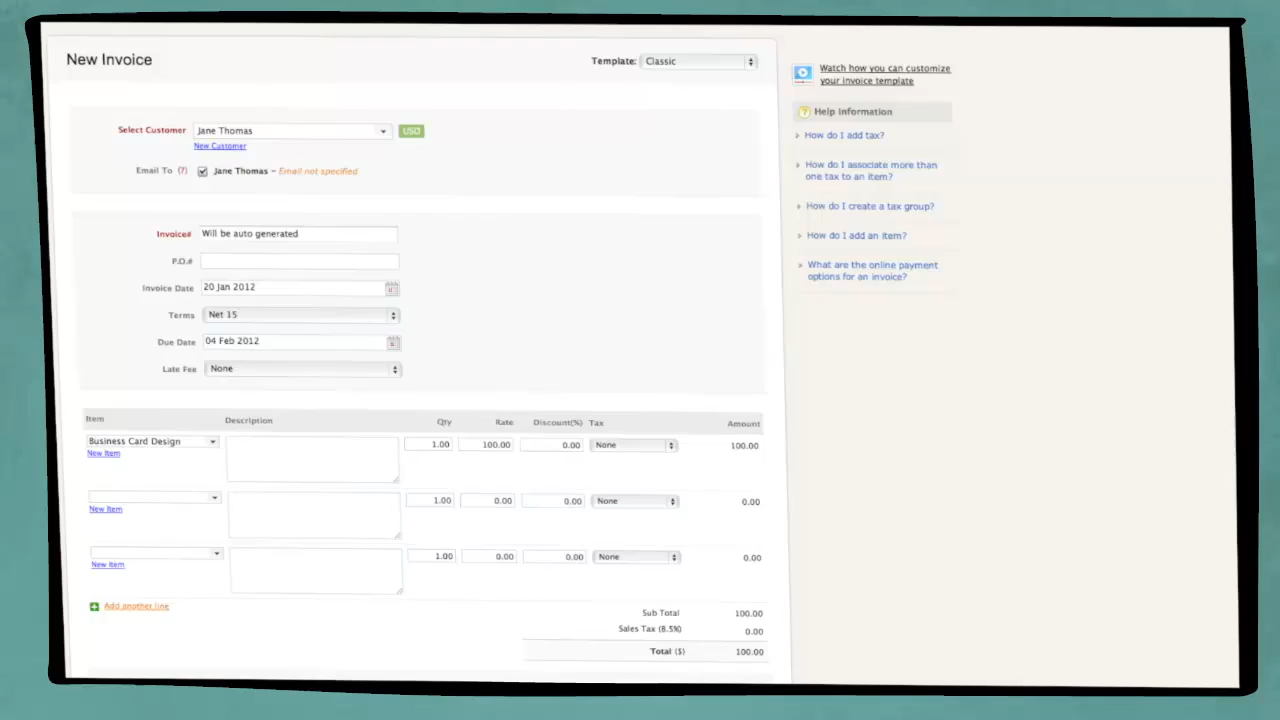 New Invoice
Template: Classic
Select Customer Jane Thomas USD
New Customer
Email To (?) Jane Thomas - Email not specified
Invoice# Will be auto generated
P.O.#
Invoice Date 20 Jan 2012
Terms Net 15
Due Date 04 Feb 2012
Late Fee None
Item Description Qty Rate Discount(%) Tax Amount
Business Card Design 1.00 100.00 0.00 None 100.00
New Item
1.00 0.00 0.00 None 0.00
New Item
1.00 0.00 0.00 None 0.00
New Item
Add another line
Sub Total 100.00
Sales Tax (8.5%) 0.00
Total ($) 100.00
Watch how you can customize
your invoice template
? Help Information
How do I add tax?
How do I associate more than
one tax to an item?
How do I create a tax group?
How do I add an item?
What are the online payment
options for an invoice?